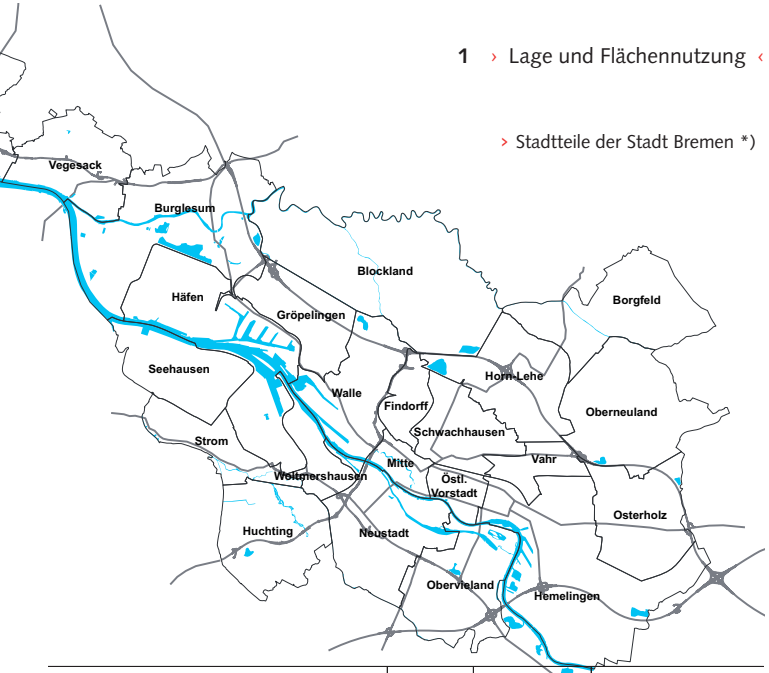 1 › Lage und Flächennutzung ‹
› Stadtteile der Stadt Bremen *)
Vegesack
Burglesum
Blockland
Häfen
Borgfeld
Gröpelingen
Seehausen
Horn-Lehe
Walle
Findorff
Oberneuland
Schwachhausen
Strom
Mitte
Vahr
Woltmershausen
Östl.
Vorstadt
Osterholz
Huchting
Neustadt
Obervieland
Hemelingen